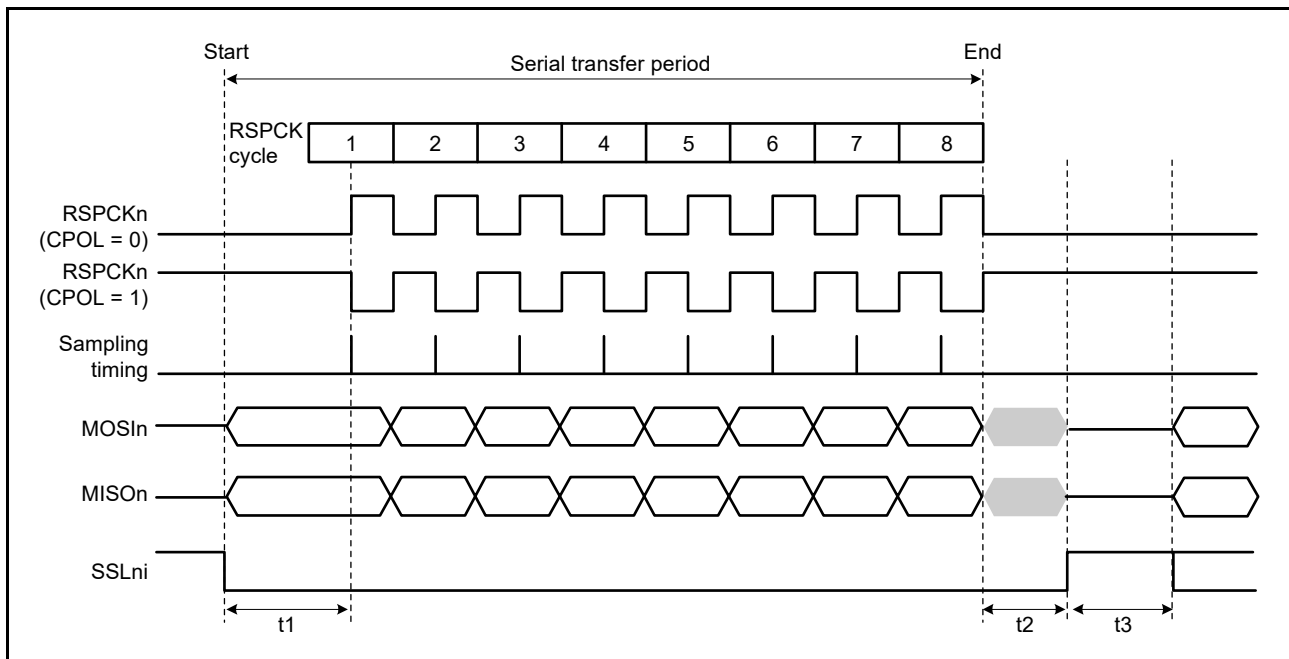 Start
End
Serial transfer period
RSPCK
cycle
1 2 3 4 5 6 7 8
RSPCKn
(CPOL = 0)
RSPCKn
(CPOL = 1)
Sampling
timing
MOSIn
MISOn
SSLni
t1
t2
t3